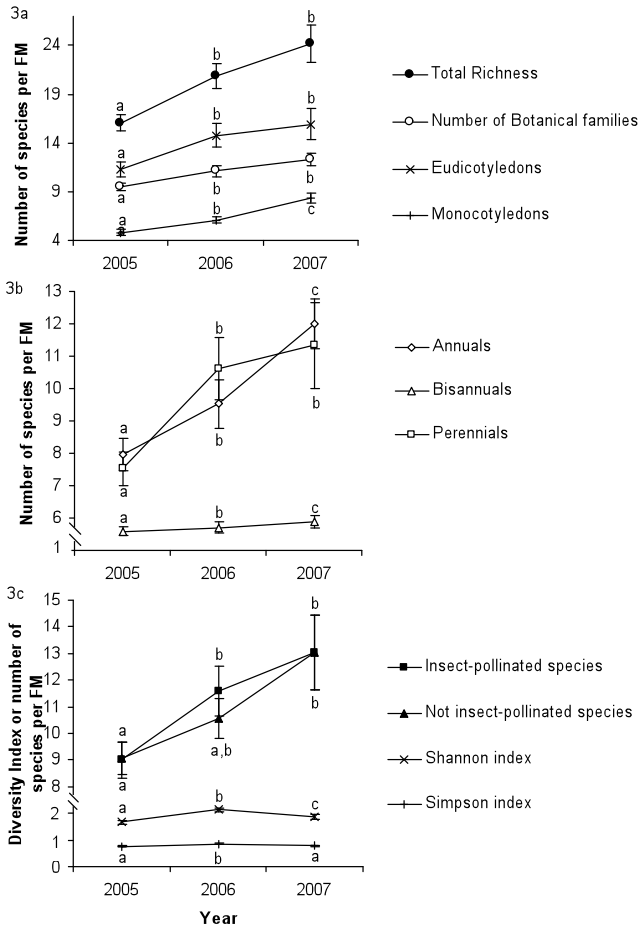 3a
Number of species per FM
24
19
14
9
4
a
b
b
a
b
b
a
b
b
a
a
b
c
2005
2006
2007
Total Richness
Number of Botanical families
Eudicotyledons
Monocotyledons
3b
Number of species per FM
13
12
11
10
9
8
6
1
a
b
c
a
b
b
a
b
c
2005
2006
2007
Annuals
Bisannuals
Perennials
3c
Diversity Index or number of
species per FM
15
14
13
12
11
10
9
8
2
1
0
a
b
b
a
a,b
b
a
b
c
a
b
a
2005
2006
2007
Year
Insect-pollinated species
Not insect-pollinated species
Shannon index
Simpson index